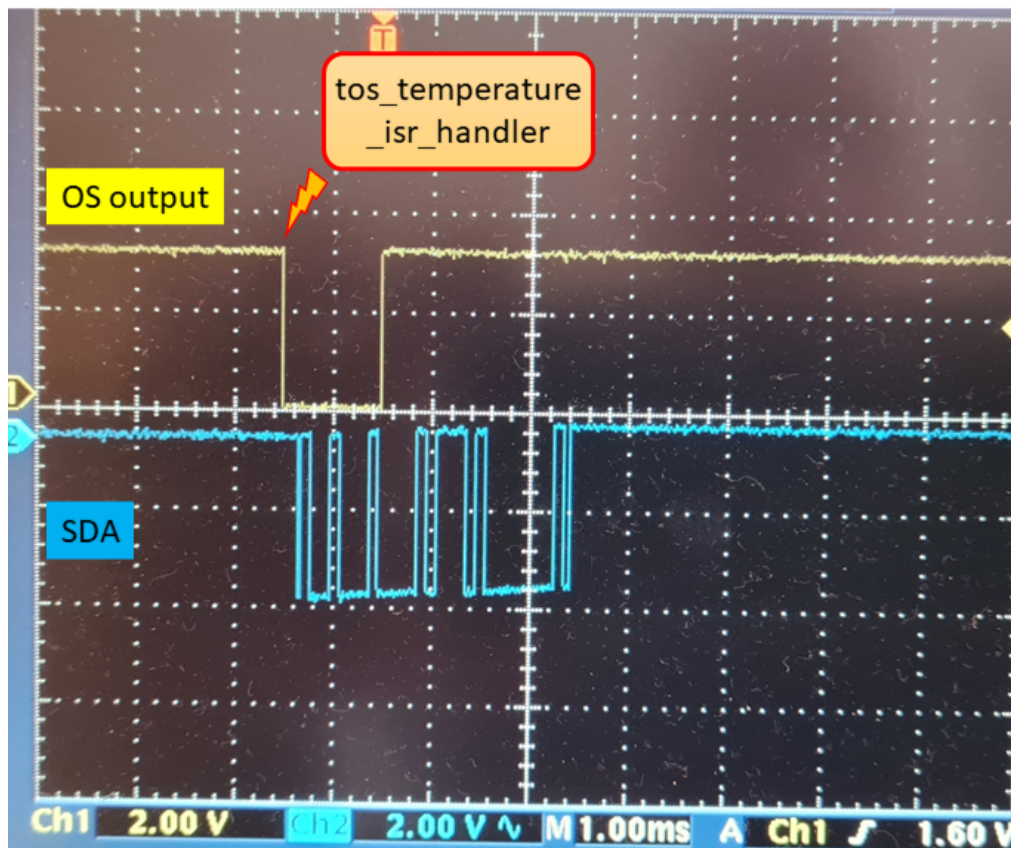 T
tos_temperature
_isr_handler
OS output
1
2
SDA
Ch1 2.00 V Ch2 2.00 V ∿ M 1.00ms A Ch1 ƒ 1.60 V